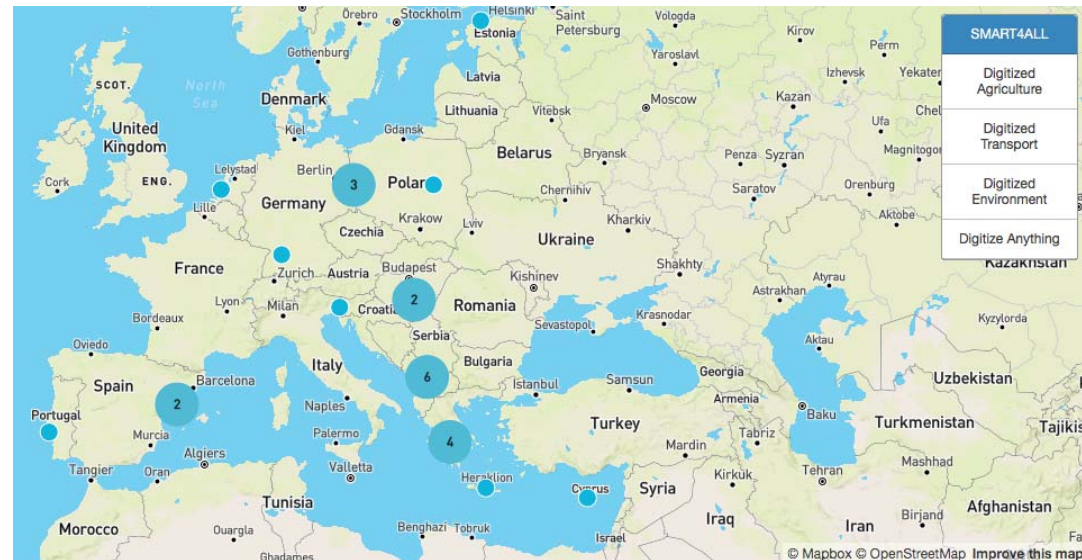 Helsinki
Saint
Petersburg
Vologda
Kirov
Perm
Örebro
Stockholm
Estonia
Yaroslavl
Izhevsk
Yekater
Gothenburg
SCOT.
North
Sea
Latvia
Moscow
Kazan
Ufa
Chel
Denmark
Lithuania
Vitebsk
United
Kingdom
Kiel
Gdansk
Belarus
Bryansk
Penza
Syzran
Magnitogor
Cork
ENG.
Lelystad
Berlin
3
Polan
Chernihiv
Saratov
Orenburg
Aktobe
Lille
Germany
Krakow
Lviv
Kharkiv
Czechia
Ukraine
France
Zurich
Austria
Budapest
Kishinev
Shakhty
Atyrau
Kazakhstan
Astrakhan
Lyon
Milan
Croatia
2
Romania
Bordeaux
Serbia
Sevastopol
Krasnodar
Aktau
Kyzylorda
Oviedo
Italy
Bulgaria
6
Georgia
Uzbekistan
Spain
Barcelona
Istanbul
Samsun
Armenia
2
Naples
Baku
Turkmenistan
Portugal
Turkey
Tajikis
Murcia
Palermo
4
Mardin
Tabriz
Algiers
Tangier
Oran
Valletta
Heraklion
Cyprus
Syria
Kirkuk
Tehran
Mashhad
Tunisia
Afghanistan
Morocco
Ouargla
Benghazi
Tobruk
Israel
Iraq
Iran
Birjand
Fa
Ghadames
SMART4ALL
Digitized
Agriculture
Digitized
Transport
Digitized
Environment
Digitize Anything
© Mapbox © OpenStreetMap Improve this map